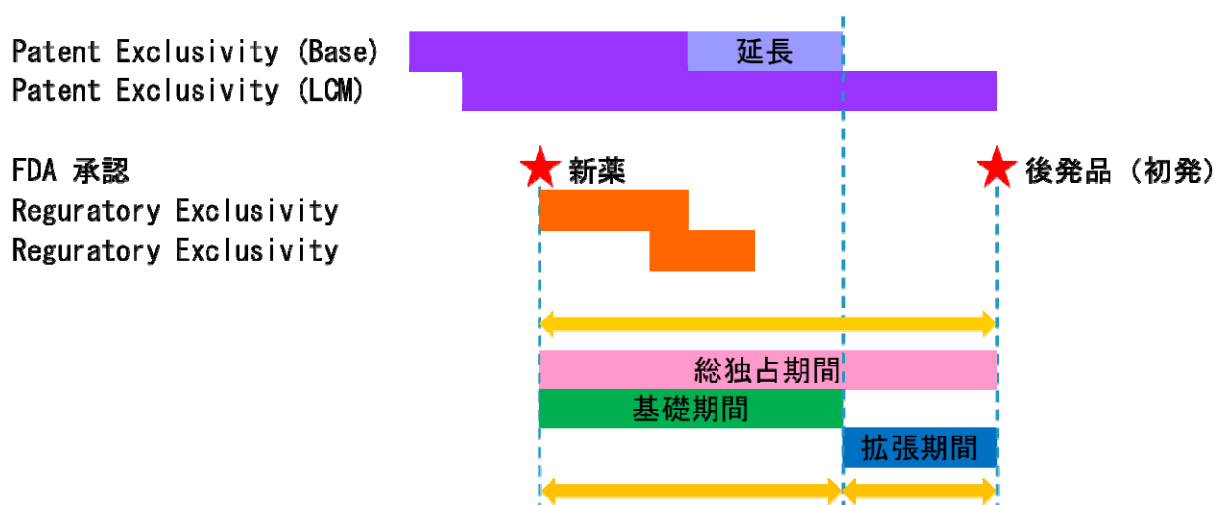 Patent Exclusivity (Base)
延長
Patent Exclusivity (LCM)
FDA 承認
新薬
後発品 (初発)
Reguratory Exclusivity
Reguratory Exclusivity
総独占期間
基礎期間
拡張期間